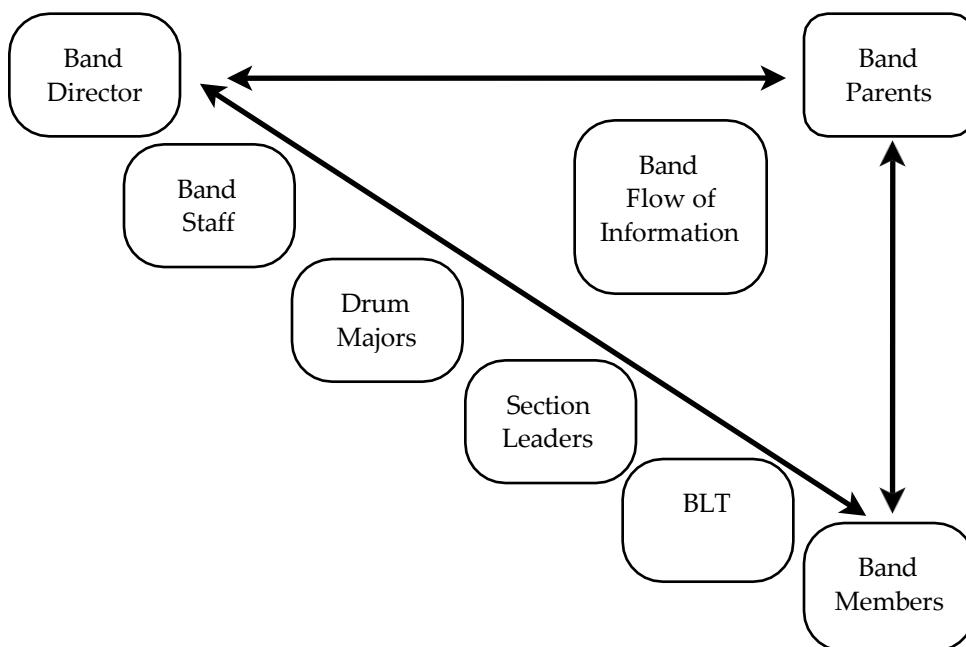 Band
Director
Band
Parents
Band
Staff
Band
Flow of
Information
Drum
Majors
Section
Leaders
BLT
Band
Members